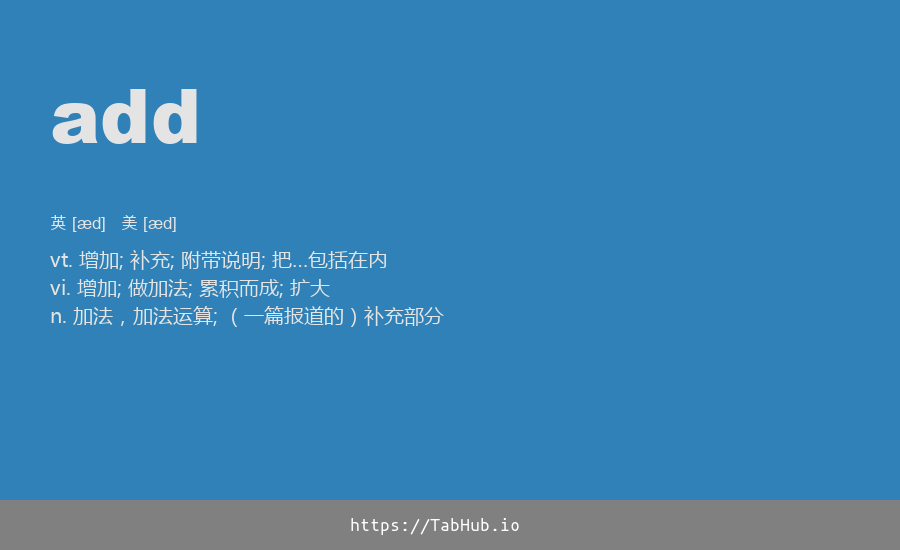 add
英 [æd] 美 [æd]
vt. 增加; 补充; 附带说明; 把…包括在内
vi. 增加; 做加法; 累积而成; 扩大
n. 加法，加法运算; （一篇报道的）补充部分
https://TabHub.io